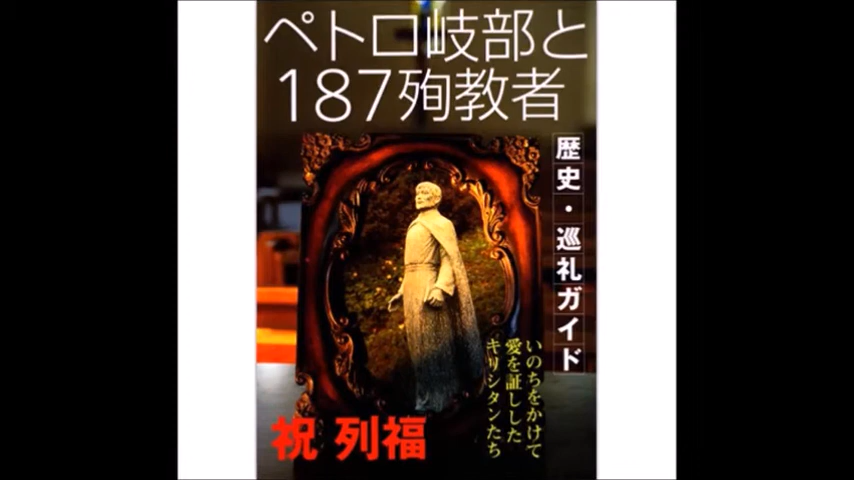 ペトロ岐部と
187殉教者
歴史・巡礼ガイド
いのちをかけて
愛を証しした
キリシタンたち
祝 列福